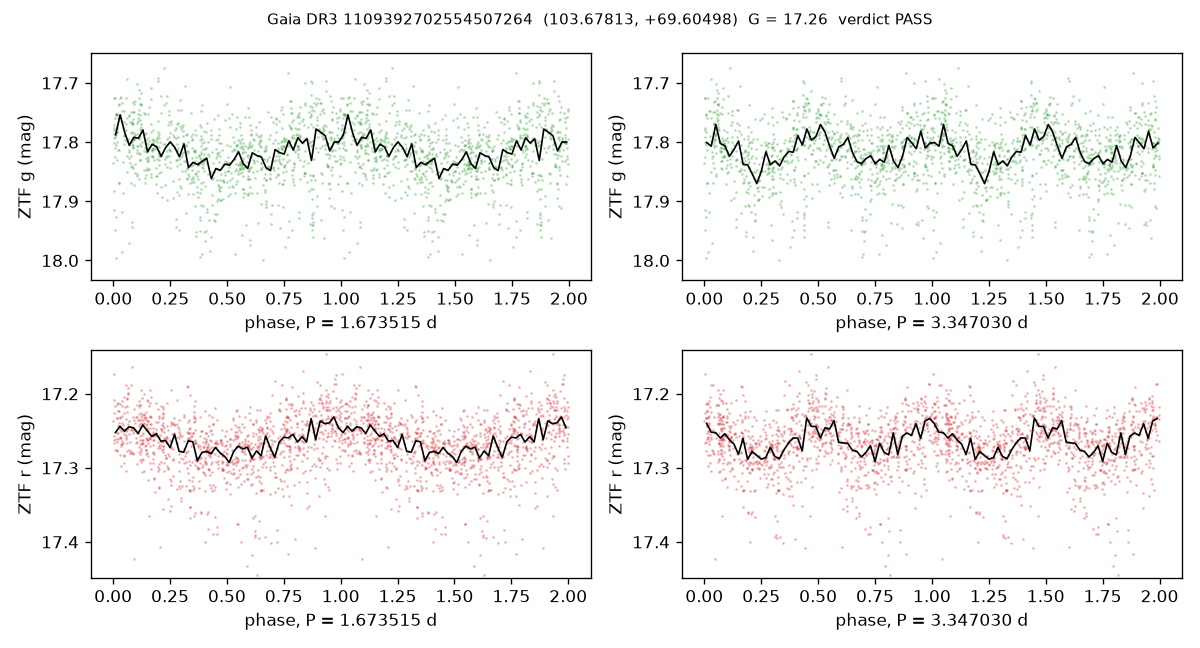 Gaia DR3 1109392702554507264 (103.67813, +69.60498) G = 17.26 verdict PASS
ZTF g (mag)
17.7
17.8
17.9
18.0
0.00 0.25 0.50 0.75 1.00 1.25 1.50 1.75 2.00
phase, P = 1.673515 d
17.7
17.8
17.9
18.0
0.00 0.25 0.50 0.75 1.00 1.25 1.50 1.75 2.00
phase, P = 3.347030 d
ZTF r (mag)
17.2
17.3
17.4
0.00 0.25 0.50 0.75 1.00 1.25 1.50 1.75 2.00
phase, P = 1.673515 d
ZTF g (mag)
ZTF r (mag)
17.2
17.3
17.4
0.00 0.25 0.50 0.75 1.00 1.25 1.50 1.75 2.00
phase, P = 3.347030 d